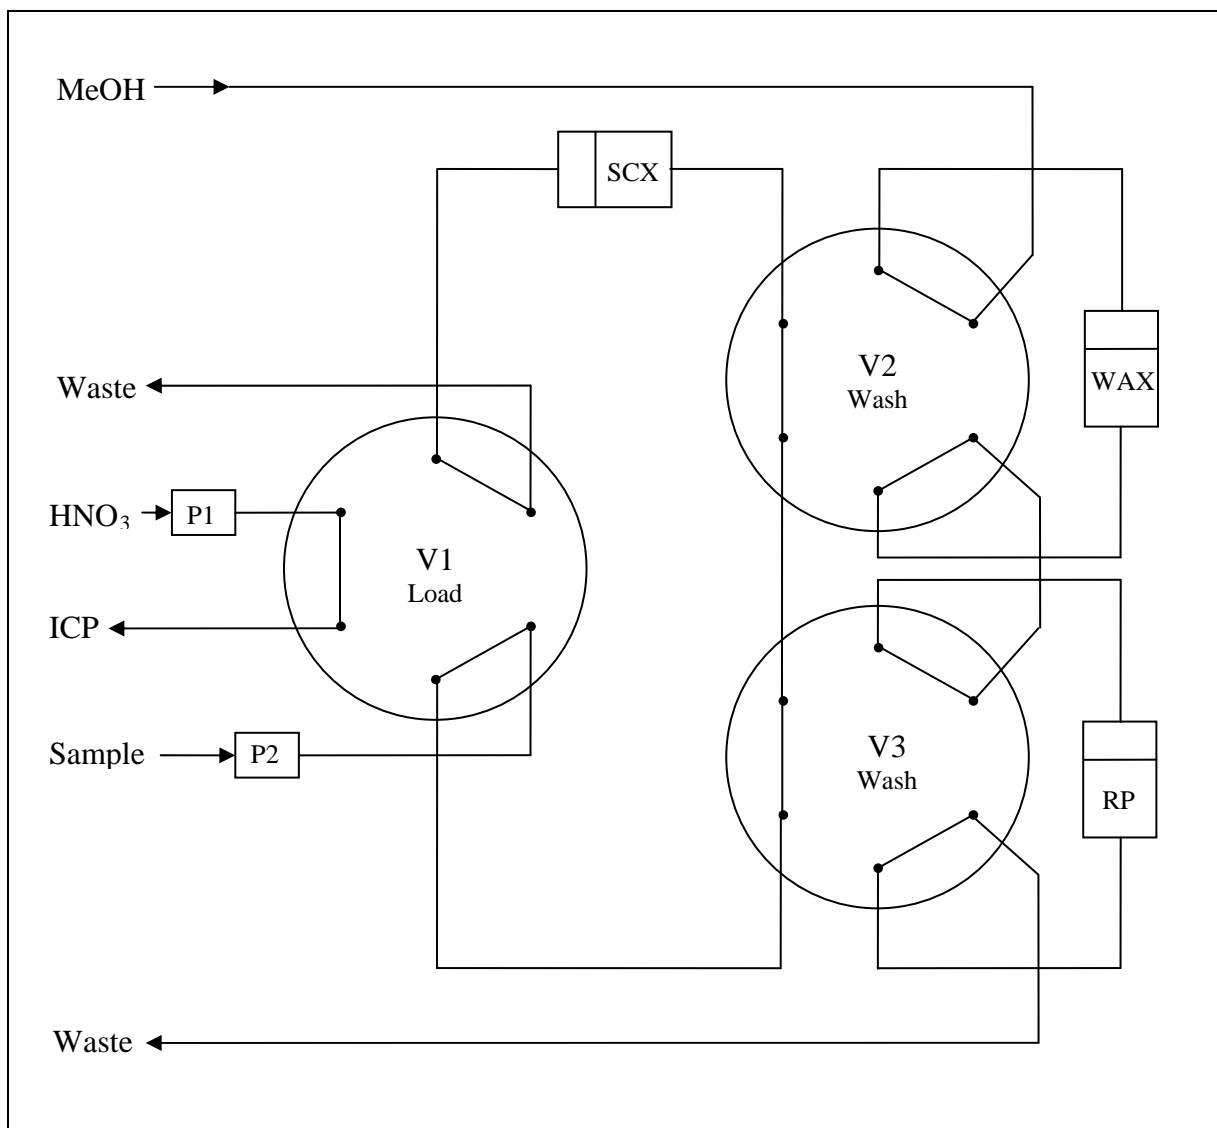 MeOH
SCX
V2
Wash
WAX
Waste
HNO₃
P1
V1
Load
ICP
Sample
P2
V3
Wash
RP
Waste